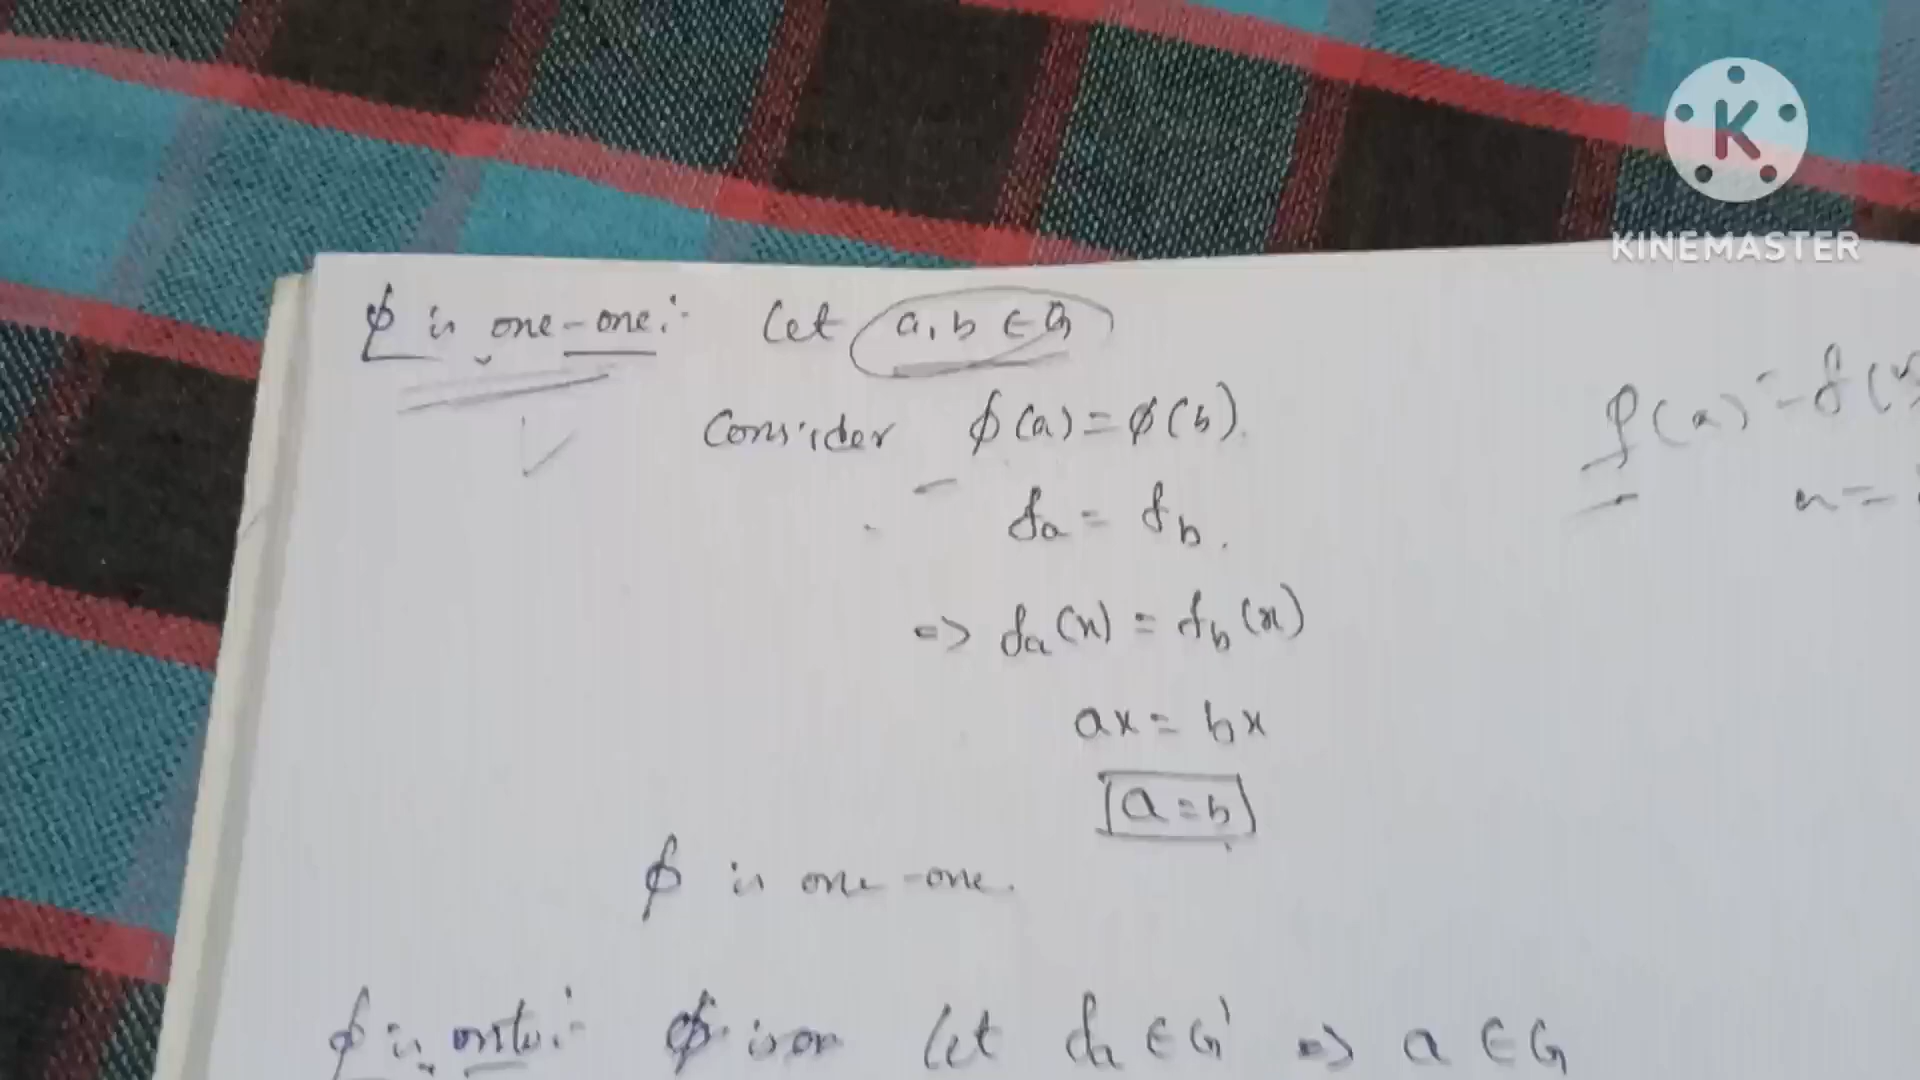 K
KINEMASTER
ϕ is one-one:- Let a, b ∈ G
Consider ϕ(a) = ϕ(b).
f(a) = f(
fa = fb.
x =
=> fa(x) = fb(x)
ax = bx
a = b
ϕ is one-one.
ϕ is onto:- ϕ is on Let fa ∈ G' => a ∈ G